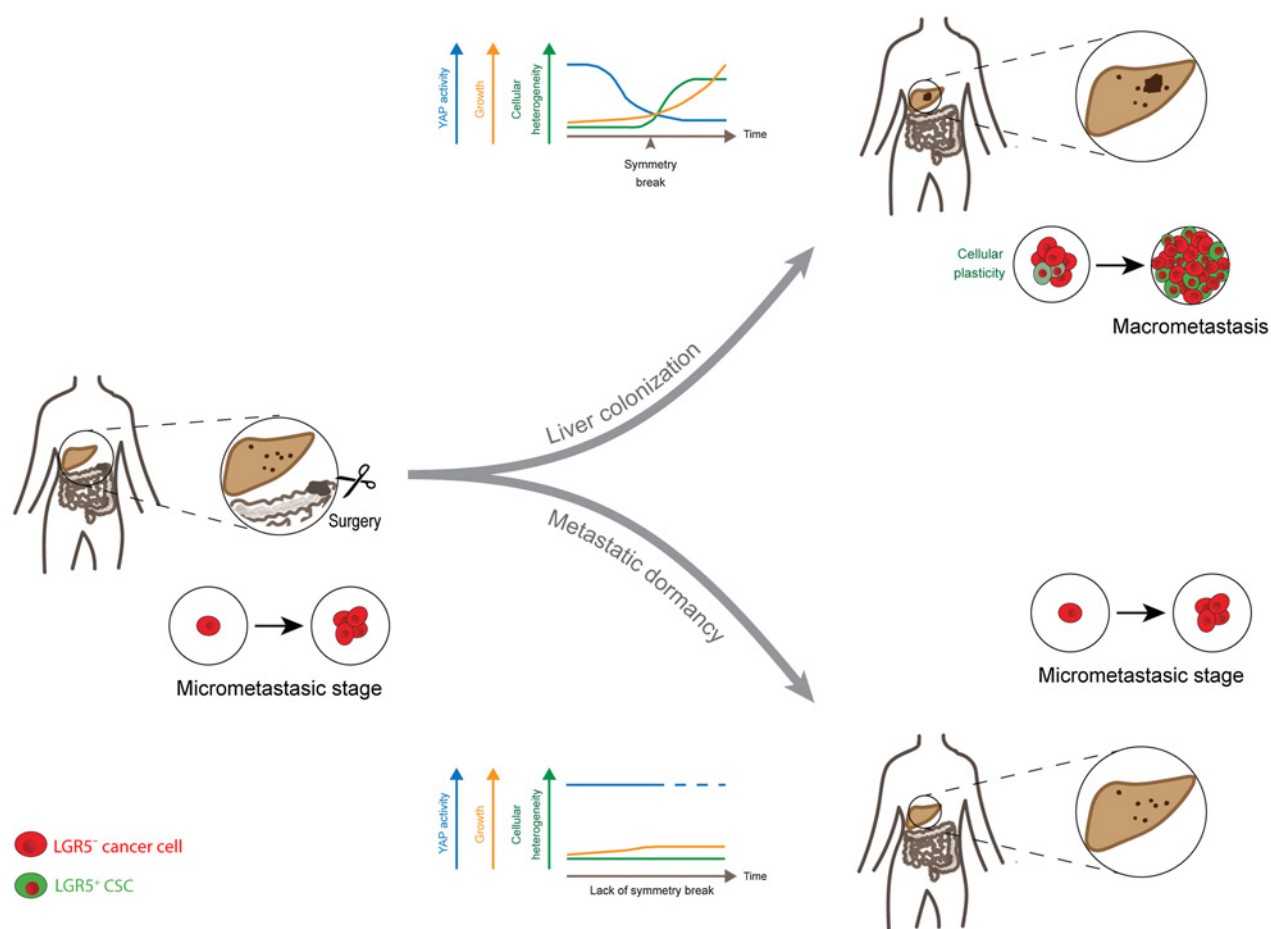 YAP activity
Growth
Cellular
heterogeneity
Time
Symmetry
break
Cellular
plasticity
Macrometastasis
Liver colonization
Surgery
Micrometastasic stage
Metastatic dormancy
Micrometastasic stage
YAP activity
Growth
Cellular
heterogeneity
Time
Lack of symmetry break
LGR5⁻ cancer cell
LGR5⁺ CSC